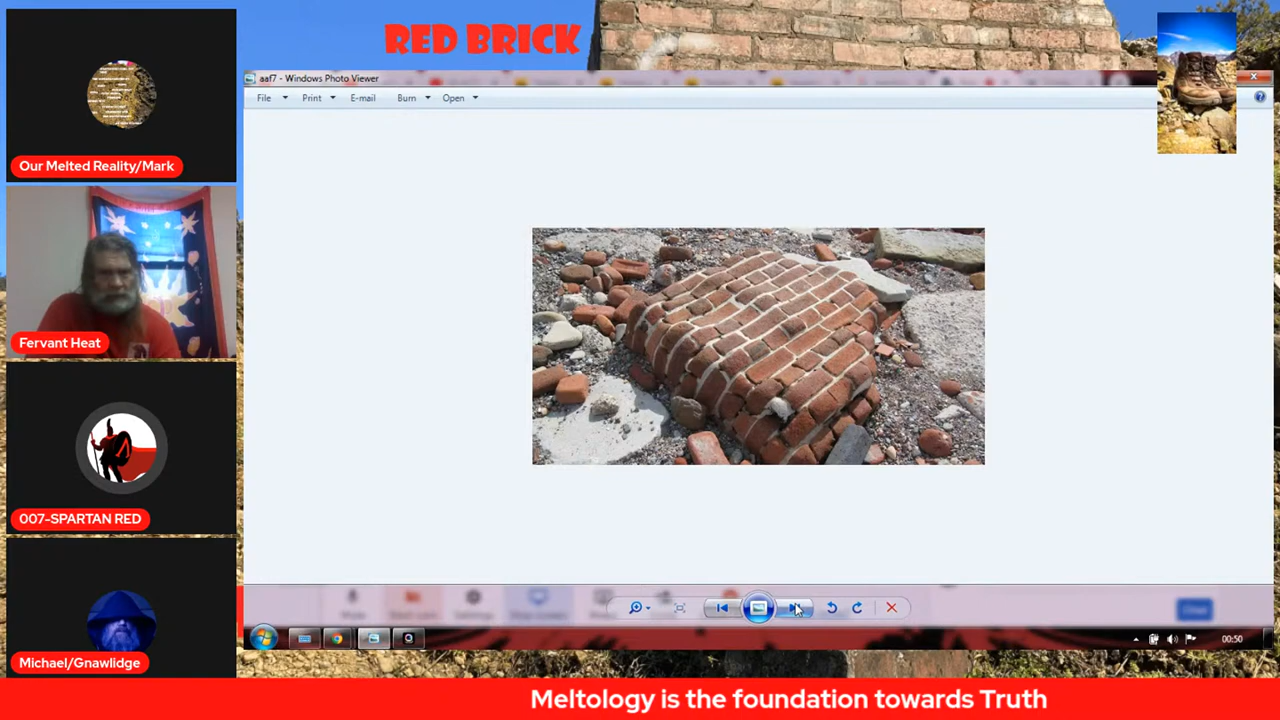 RED BRICK
aaf7 - Windows Photo Viewer
File Print E-mail Burn Open
Our Melted Reality/Mark
Fervant Heat
007-SPARTAN RED
Michael/Gnawlidge
00:50
Meltology is the foundation towards Truth